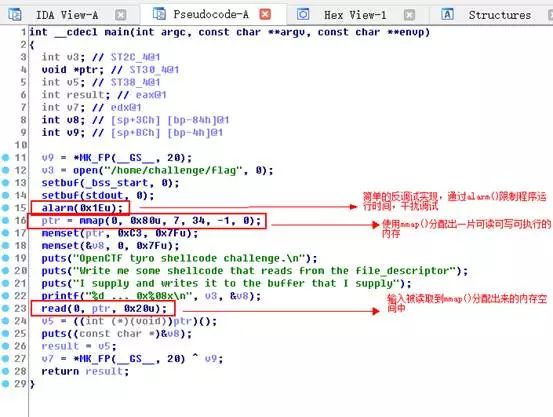 IDA View-A
Pseudocode-A
Hex View-1
Structures
1 int __cdecl main(int argc, const char **argv, const char **envp)
2 {
3 int v3; // ST2C_4@1
4 void *ptr; // ST30_4@1
5 int v5; // ST38_4@1
6 int result; // eax@1
7 int v7; // edx@1
8 int v8; // [sp+3Ch] [bp-84h]@1
9 int v9; // [sp+BCh] [bp-4h]@1
10
11 v9 = *MK_FP(__GS__, 20);
12 v3 = open("/home/challenge/flag", 0);
13 setbuf(_bss_start, 0);
14 setbuf(stdout, 0);
15 alarm(0x1Eu);
16 ptr = mmap(0, 0x80u, 7, 34, -1, 0);
17 memset(ptr, 0xC3, 0x7Fu);
18 memset(&v8, 0, 0x7Fu);
19 puts("OpenCTF tyro shellcode challenge.\n");
20 puts("Write me some shellcode that reads from the file_descriptor");
21 puts("I supply and writes it to the buffer that I supply");
22 printf("%d ... 0x%08x\n", v3, &v8);
23 read(0, ptr, 0x20u);
24 v5 = ((int (*)(void))ptr)();
25 puts((const char *)&v8);
26 result = v5;
27 v7 = *MK_FP(__GS__, 20) ^ v9;
28 return result;
29 }
简单的反调试实现，通过alarm()限制程序运
行时间，干扰调试
使用mmap()分配出一片可读可写可执行的
内存
输入被读取到mmap()分配出来的内存空
间中